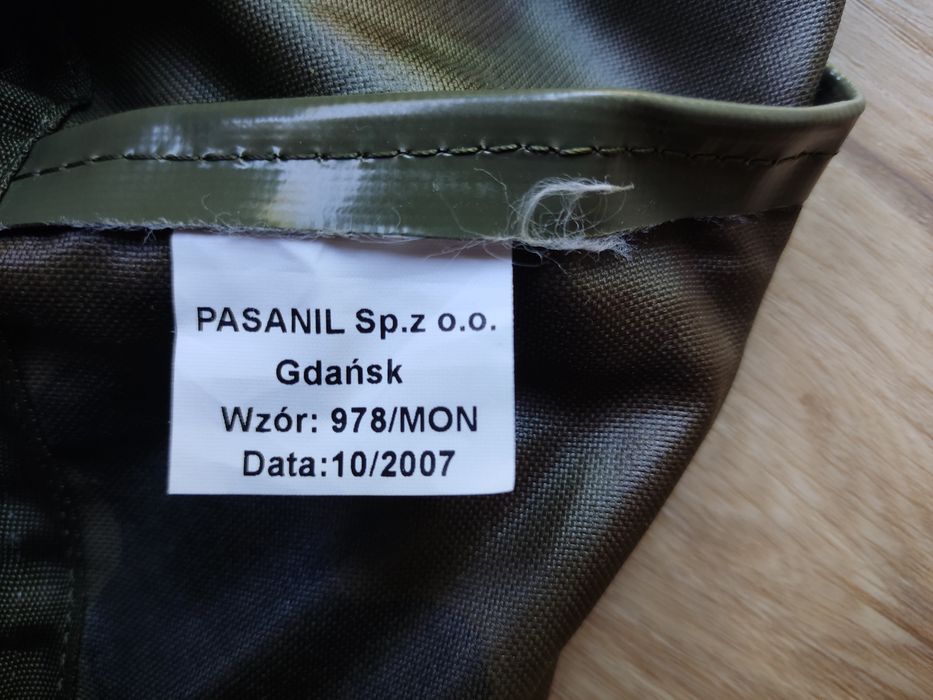 PASANIL Sp.z o.o.
Gdańsk
Wzór: 978/MON
Data:10/2007